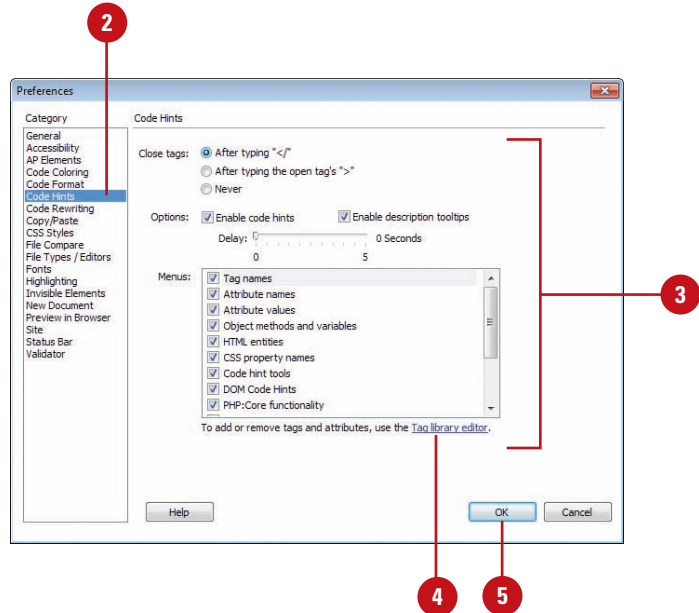 2
Preferences
Category
Code Hints
General
Accessibility
AP Elements
Code Coloring
Code Format
Code Hints
Code Rewriting
Copy/Paste
CSS Styles
File Compare
File Types / Editors
Fonts
Highlighting
Invisible Elements
New Document
Preview in Browser
Site
Status Bar
Validator
Close tags:
After typing "</"
After typing the open tag's ">"
Never
Options:
Enable code hints
Enable description tooltips
Delay:
0 Seconds
0
5
Menus:
Tag names
Attribute names
Attribute values
Object methods and variables
HTML entities
CSS property names
Code hint tools
DOM Code Hints
PHP:Core functionality
To add or remove tags and attributes, use the Tag library editor.
3
Help
OK
Cancel
4
5